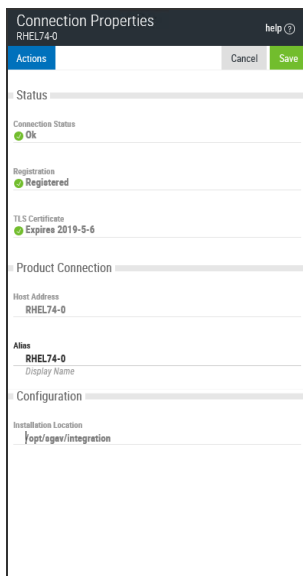 Connection Properties
RHEL74-0
help ?
Actions
Cancel
Save
Status
Connection Status
Ok
Registration
Registered
TLS Certificate
Expires 2019-5-6
Product Connection
Host Address
RHEL74-0
Alias
RHEL74-0
Display Name
Configuration
Installation Location
/opt/agav/integration